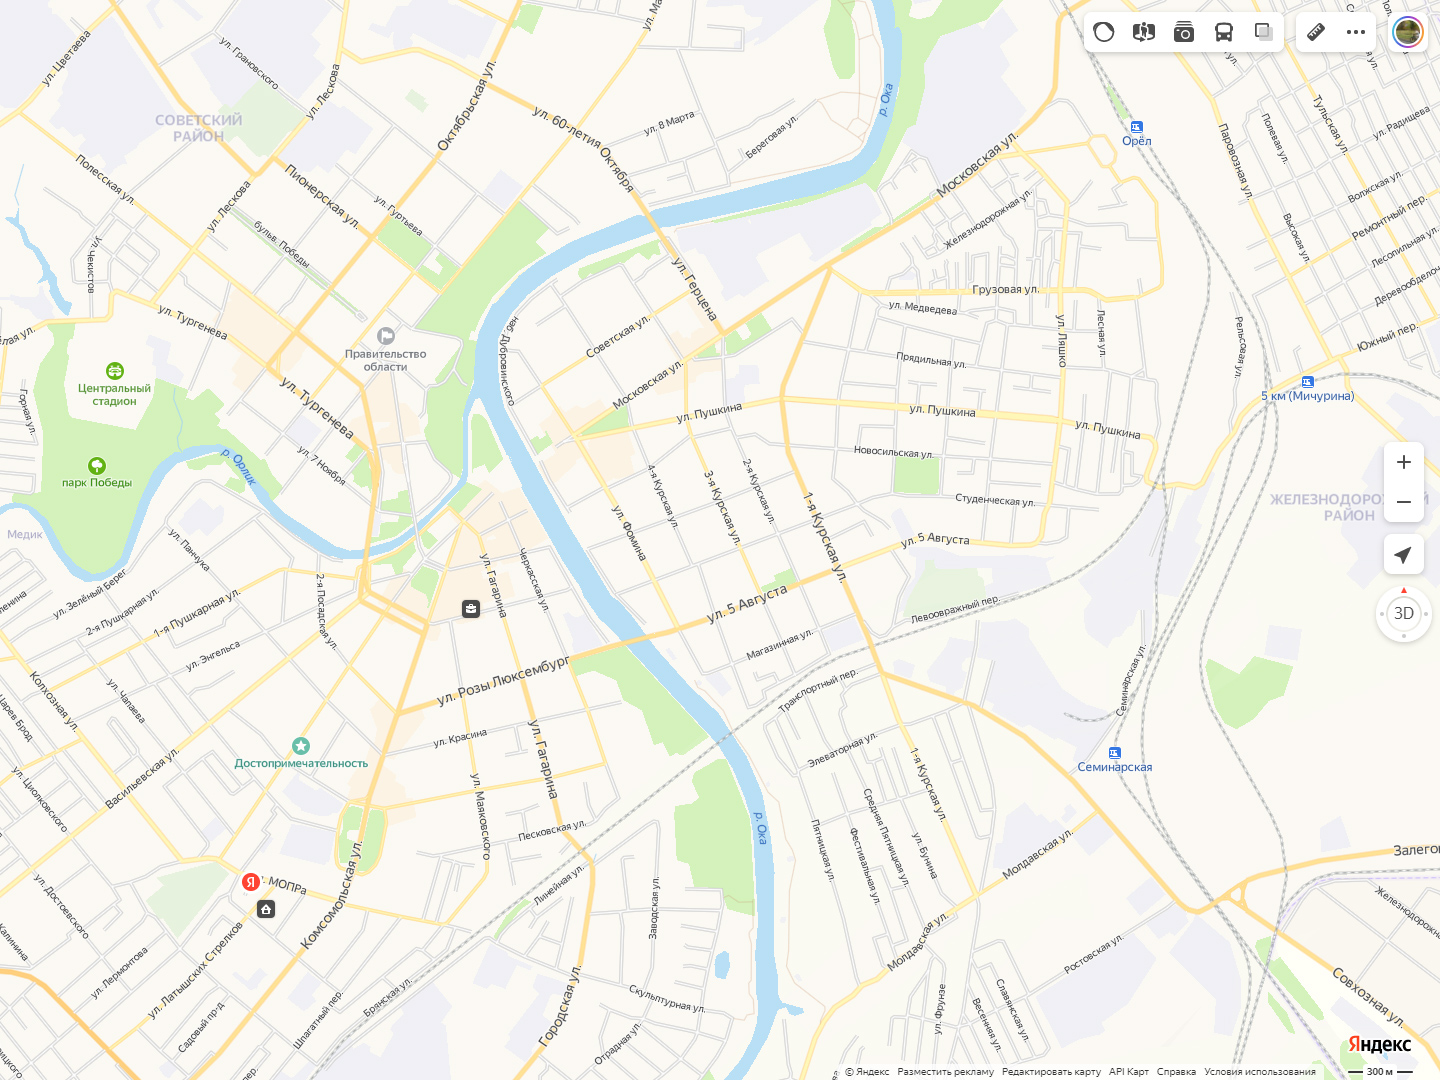 ул. Цветаева
ул. Грановского
ул. Лескова
Октябрьская ул.
ул. 60-летия Октября
ул. 8 Марта
Береговая ул.
р. Ока
Московская ул.
Орёл
Паровозная ул.
Тульская ул.
Полевая ул.
ул. Радищева
СОВЕТСКИЙ
РАЙОН
Полесская ул.
Пионерская ул.
ул. Гуртьева
ул. Лескова
бульв. Победы
ул. Чекистов
Железнодорожная ул.
Волжская ул.
Ремонтный пер.
Высокая ул.
Лесопильная ул.
ул. Герцена
Грузовая ул.
ул. Медведева
ул. Ляшко
Лесная ул.
Рельсовая ул.
Южный пер.
ул. Тургенева
Правительство
области
наб. Дубровинского
Советская ул.
Прядильная ул.
Центральный
стадион
ул. Тургенева
Московская ул.
5 км (Мичурина)
Горная ул.
ул. Пушкина
ул. Пушкина
ул. Пушкина
ул. 7 Ноября
р. Орлик
парк Победы
Новосильская ул.
4-я Курская ул.
3-я Курская ул.
2-я Курская ул.
1-я Курская ул.
Студенческая ул.
ЖЕЛЕЗНОДОРОЖНЫЙ
РАЙОН
Медик
ул. Панчука
ул. Фомина
ул. 5 Августа
ул. Зелёный Берег
2-я Пушкарная ул.
1-я Пушкарная ул.
2-я Посадская ул.
ул. Гагарина
Черкасская ул.
ул. 5 Августа
Левоовражный пер.
3D
ул. Энгельса
Магазинная ул.
Колхозная ул.
ул. Чапаева
ул. Розы Люксембург
Транспортный пер.
Семинарская ул.
Царев Брод
ул. Красина
ул. Гагарина
Элеваторная ул.
1-я Курская ул.
Достопримечательность
Семинарская
Васильевская ул.
ул. Циолковского
ул. Маяковского
Песковская ул.
р. Ока
Пятницкая ул.
Средняя Пятницкая ул.
Фестивальная ул.
ул. Бунина
Молдавская ул.
МОПРа
Линейная ул.
Заводская ул.
ул. Достоевского
Комсомольская ул.
ул. Латышских Стрелков
Молдавская ул.
Ростовская ул.
ул. Лермонтова
Садовый пр-д
Шпагатный пер.
Брянская ул.
Городская ул.
Скульптурная ул.
Отрадная ул.
ул. Фрунзе
Весенняя ул.
Славянская ул.
Совхозная ул.
Яндекс
© Яндекс Разместить рекламу Редактировать карту API Карт Справка Условия использования 300 м